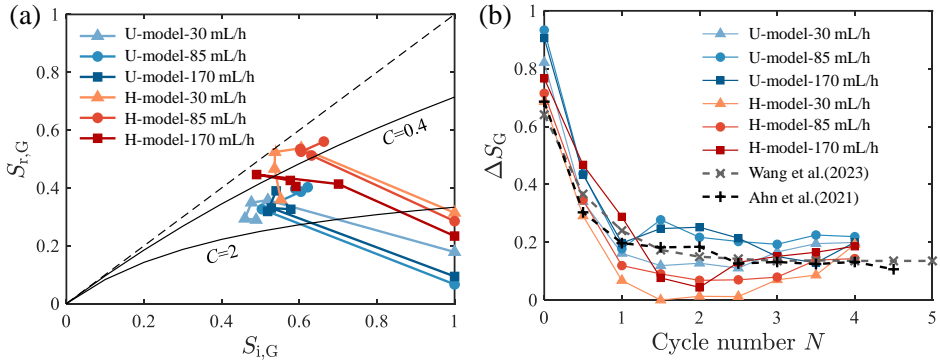 (a)
1
0.8
0.6
0.4
0.2
0
S_r,G
U-model-30 mL/h
U-model-85 mL/h
U-model-170 mL/h
H-model-30 mL/h
H-model-85 mL/h
H-model-170 mL/h
C=0.4
C=2
0 0.2 0.4 0.6 0.8 1
S_i,G
(b)
1
0.8
0.6
0.4
0.2
0
ΔS_G
U-model-30 mL/h
U-model-85 mL/h
U-model-170 mL/h
H-model-30 mL/h
H-model-85 mL/h
H-model-170 mL/h
Wang et al.(2023)
Ahn et al.(2021)
0 1 2 3 4 5
Cycle number N